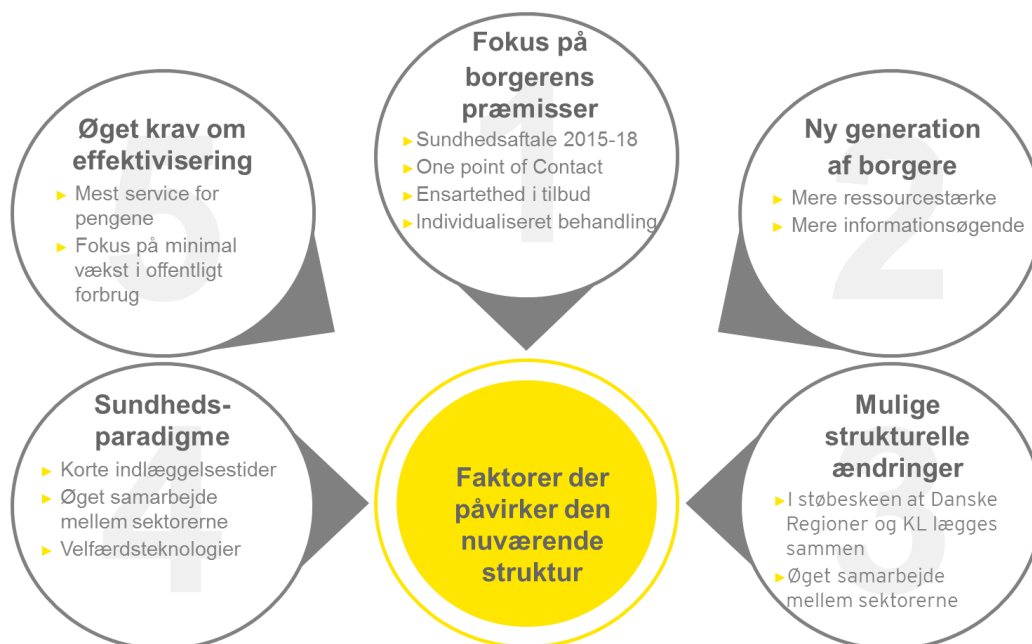 Fokus på
borgerens
præmisser
1
►Sundhedsaftale 2015-18
►One point of Contact
►Ensartethed i tilbud
►Individualiseret behandling
Ny generation
af borgere
2
► Mere ressourcestærke
► Mere informationsøgende
Mulige
strukturelle
ændringer
3
►I støbeskeen at Danske
Regioner og KL lægges
sammen
►Øget samarbejde
mellem sektorerne
Sundheds-
paradigme
4
► Korte indlæggelsestider
► Øget samarbejde
mellem sektorerne
► Velfærdsteknologier
Øget krav om
effektivisering
5
► Mest service for
pengene
► Fokus på minimal
vækst i offentligt
forbrug
Faktorer der
påvirker den
nuværende
struktur